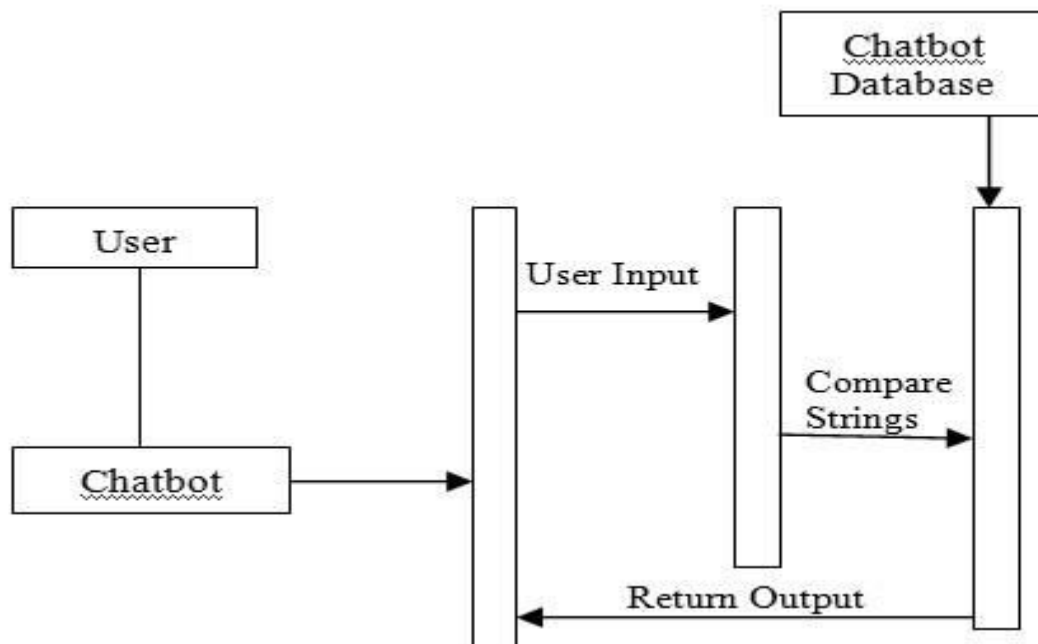 Chatbot
Database
User
User Input
Compare
Strings
Chatbot
Return Output